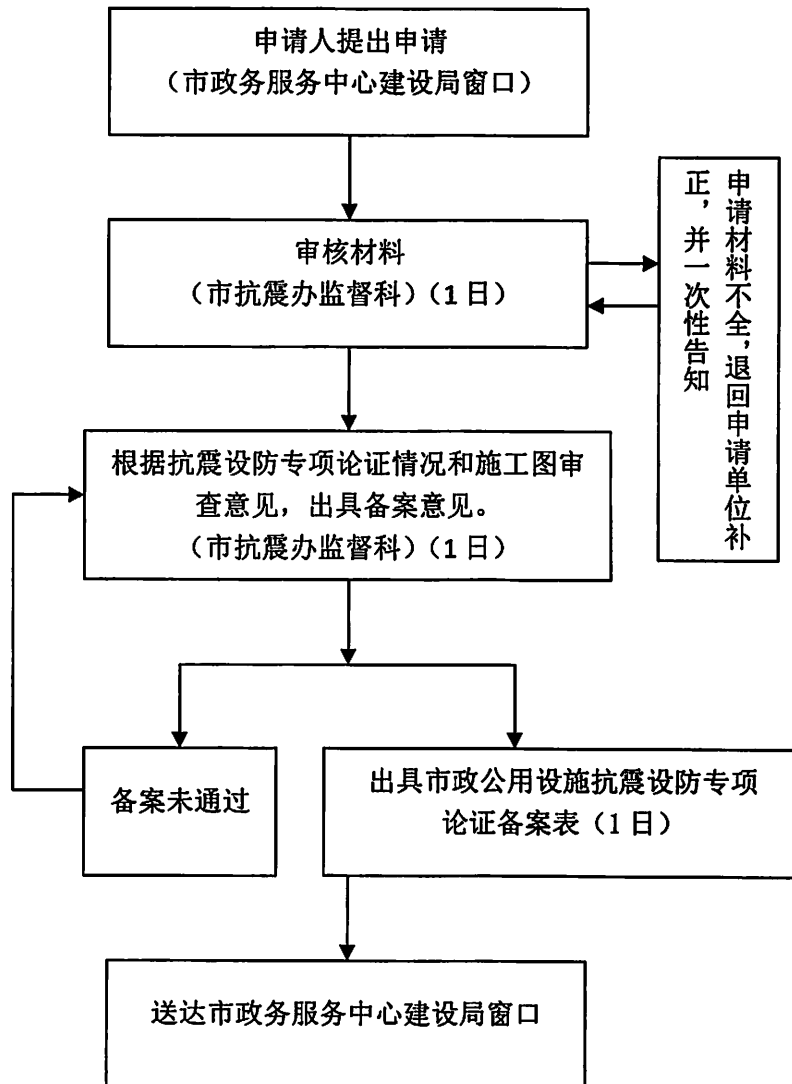 申请人提出申请
（市政务服务中心建设局窗口）
审核材料
（市抗震办监督科）（1日）
申请材料不全，退回申请单位补
正，并一次性告知
根据抗震设防专项论证情况和施工图审
查意见，出具备案意见。
（市抗震办监督科）（1日）
备案未通过
出具市政公用设施抗震设防专项
论证备案表（1日）
送达市政务服务中心建设局窗口